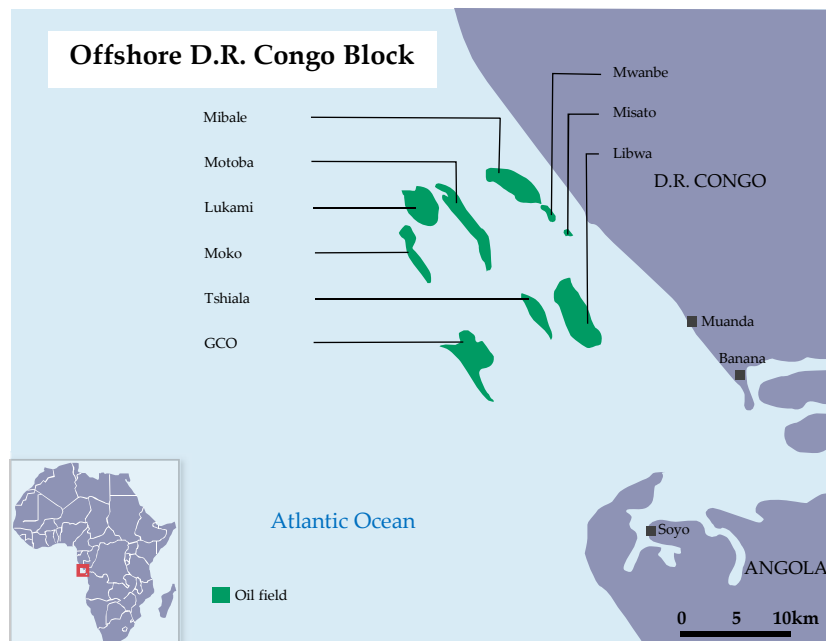 Offshore D.R. Congo Block
Mwanbe
Mibale
Misato
Motoba
Libwa
D.R. CONGO
Lukami
Moko
Tshiala
Muanda
GCO
Banana
Atlantic Ocean
Soyo
ANGOLA
Oil field
0 5 10km